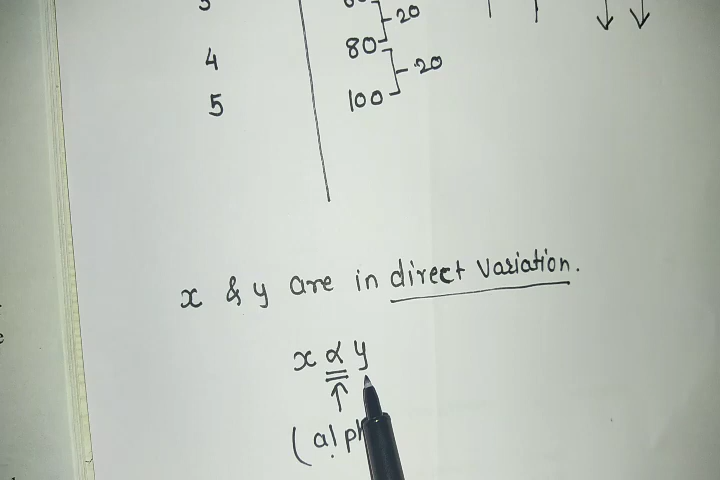 20
4 80
20
5 100
x & y are in direct variation.
x ∝ y